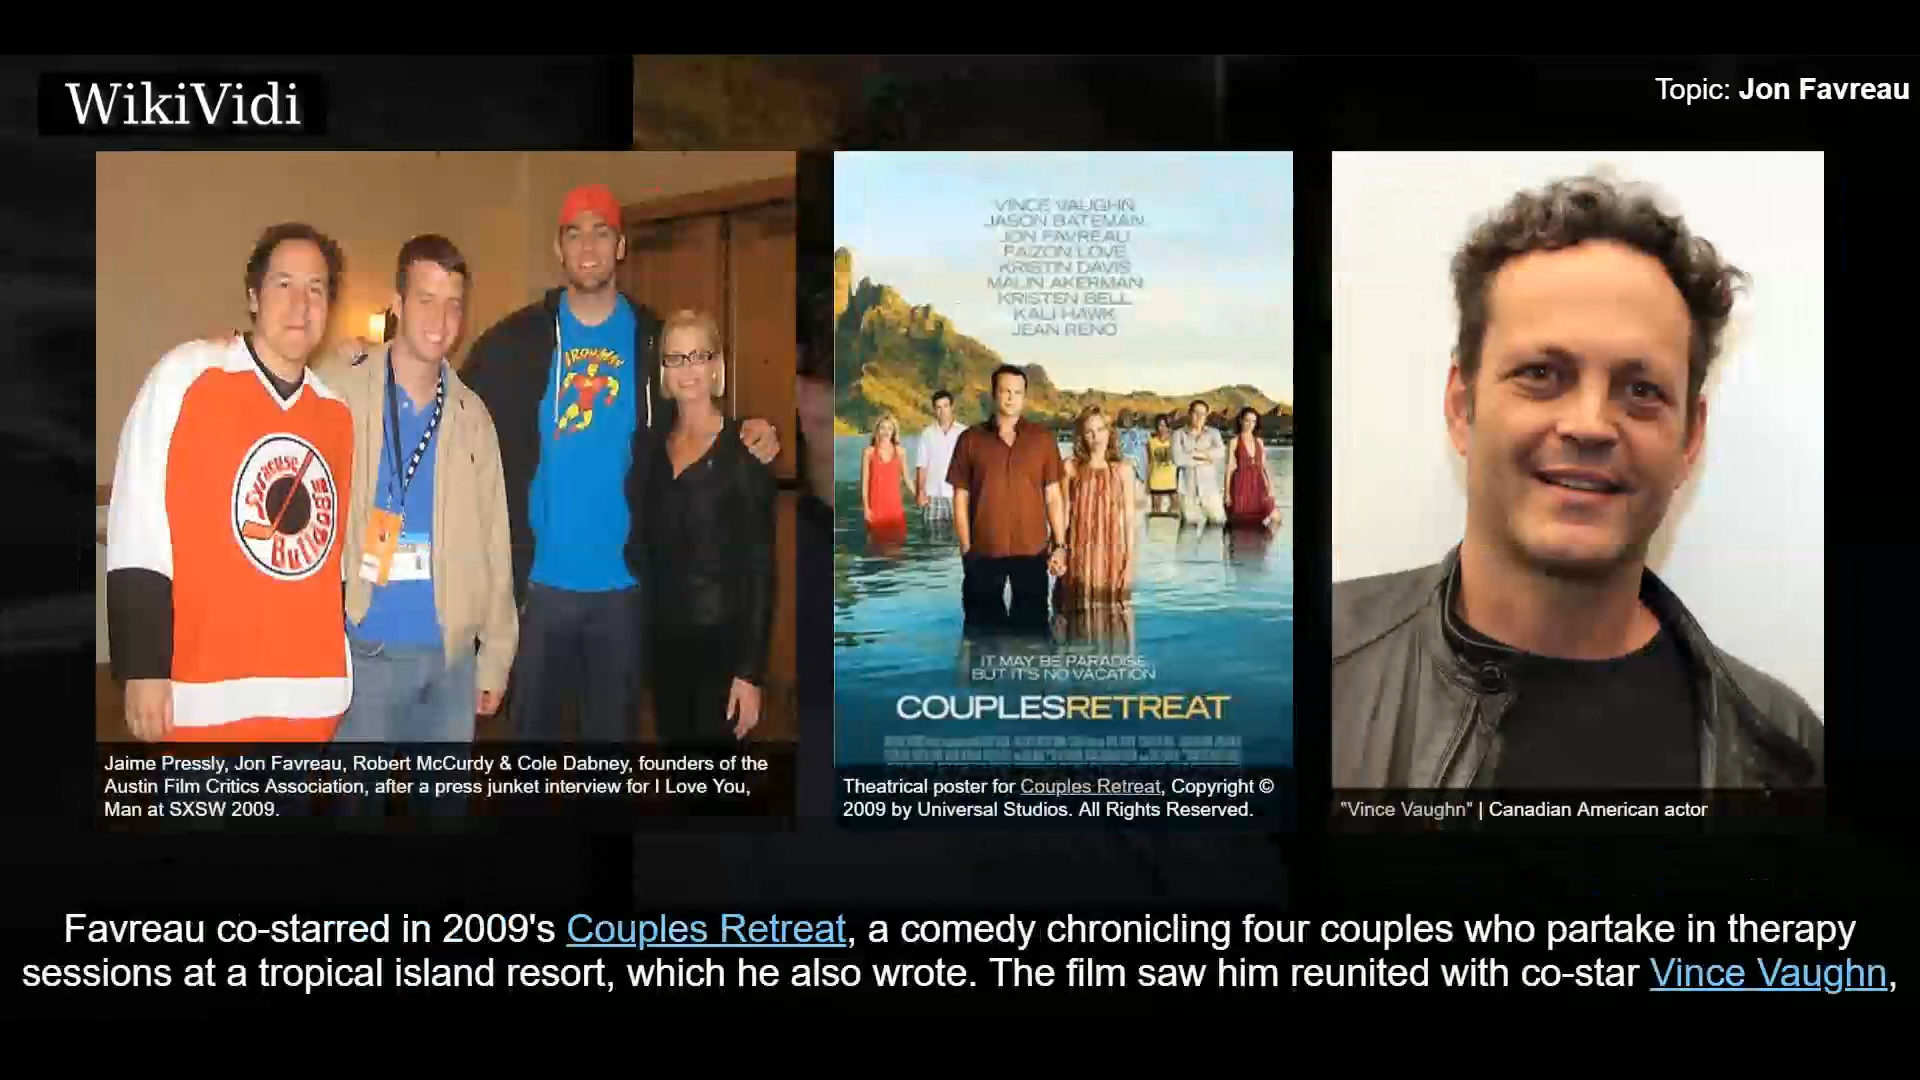 WikiVidi
Topic: Jon Favreau
Syracuse
Bulldogs
VINCE VAUGHN
JASON BATEMAN
JON FAVREAU
FAIZON LOVE
KRISTIN DAVIS
MALIN AKERMAN
KRISTEN BELL
KALI HAWK
JEAN RENO
IT MAY BE PARADISE
BUT IT'S NO VACATION
COUPLESRETREAT
Jaime Pressly, Jon Favreau, Robert McCurdy & Cole Dabney, founders of the
Austin Film Critics Association, after a press junket interview for I Love You,
Man at SXSW 2009.
Theatrical poster for Couples Retreat, Copyright ©
2009 by Universal Studios. All Rights Reserved.
"Vince Vaughn" | Canadian American actor
Favreau co-starred in 2009's Couples Retreat, a comedy chronicling four couples who partake in therapy
sessions at a tropical island resort, which he also wrote. The film saw him reunited with co-star Vince Vaughn,